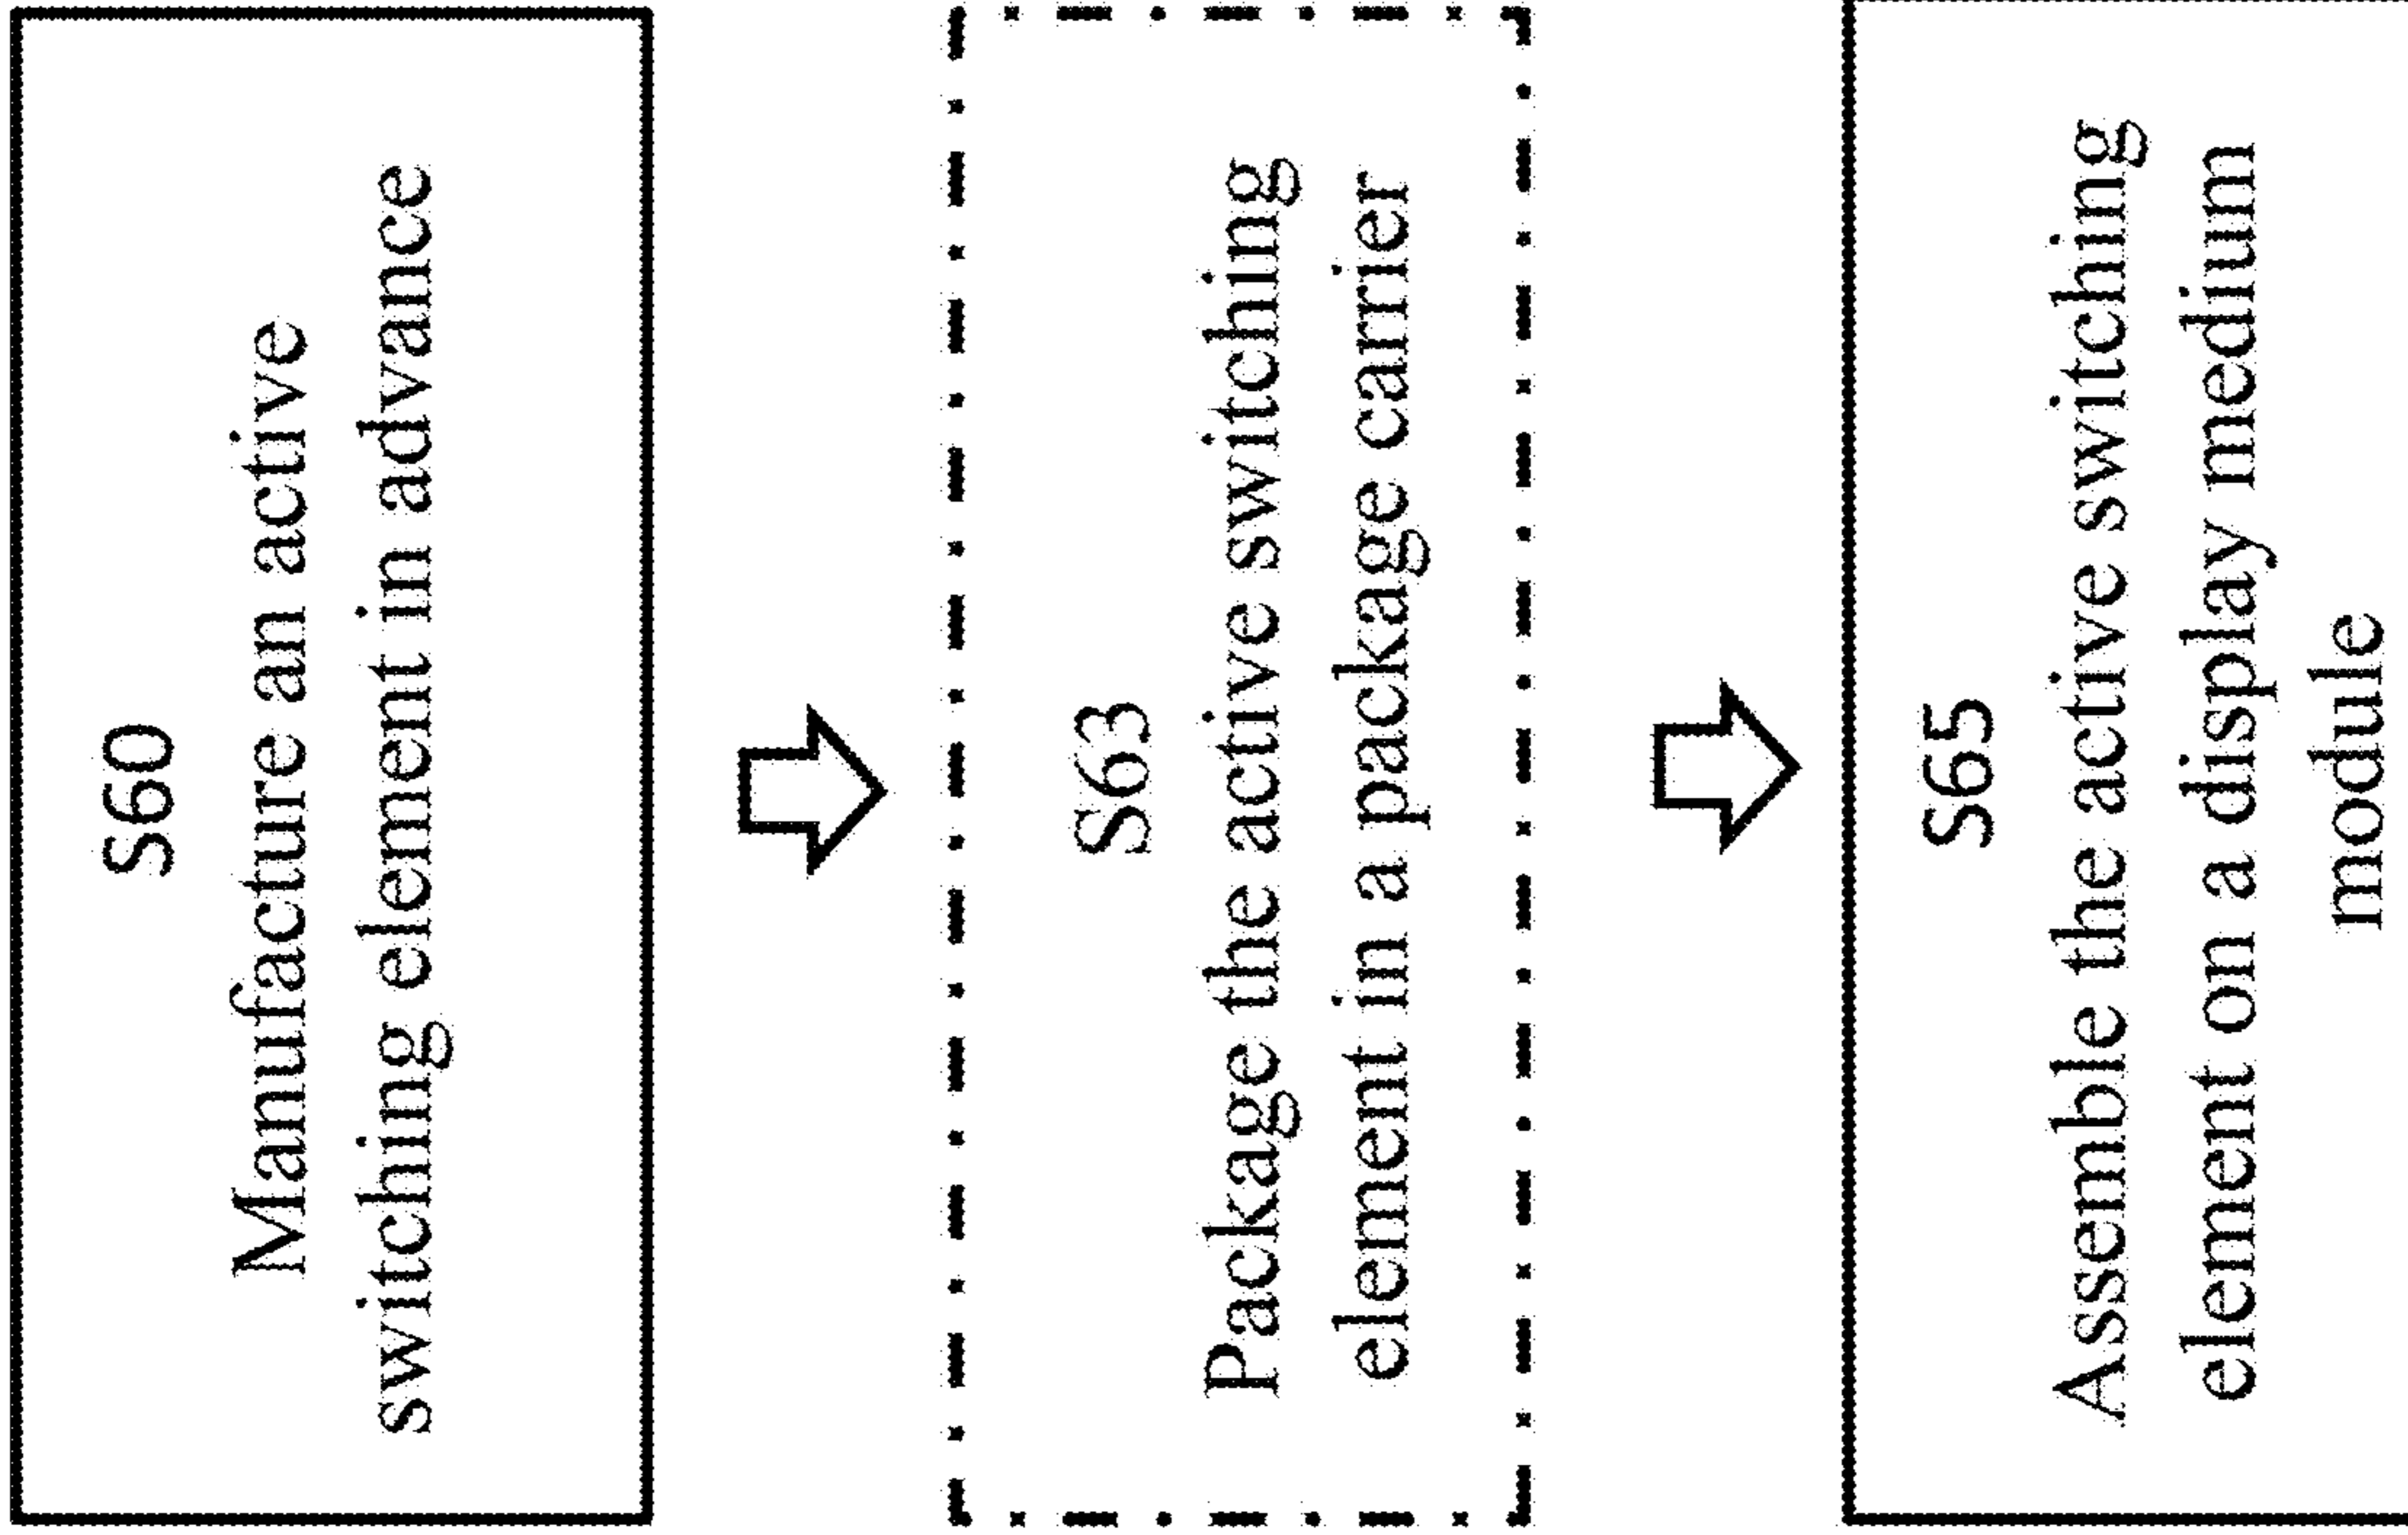 S60
Manufacture an active
switching element in advance
S63
Package the active switching
element in a package carrier
S65
Assemble the active switching
element on a display medium
module